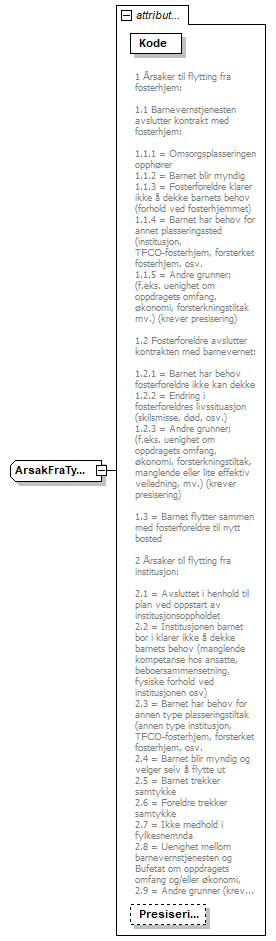 attribut...
Kode
1 Årsaker til flytting fra
fosterhjem:
1.1 Barnevernstjenesten
avslutter kontrakt med
fosterhjem:
1.1.1 = Omsorgsplasseringen
opphører
1.1.2 = Barnet blir myndig
1.1.3 = Fosterforeldre klarer
ikke å dekke barnets behov
(forhold ved fosterhjemmet)
1.1.4 = Barnet har behov for
annet plasseringssted
(institusjon,
TFCO-fosterhjem, forsterket
fosterhjem, osv.
1.1.5 = Andre grunner;
(f.eks. uenighet om
oppdragets omfang,
økonomi, forsterkningstiltak
mv.) (krever presisering)
1.2 Fosterforeldre avslutter
kontrakten med barnevernet:
1.2.1 = Barnet har behov
fosterforeldre ikke kan dekke
1.2.2 = Endring i
fosterforeldres livssituasjon
(skilsmisse, død, osv.)
1.2.3 = Andre grunner;
(f.eks. uenighet om
oppdragets omfang,
økonomi, forsterkningstiltak,
manglende eller lite effektiv
veiledning, mv.) (krever
presisering)
1.3 = Barnet flytter sammen
med fosterforeldre til nytt
bosted
ArsakFraTy...
2 Årsaker til flytting fra
institusjon:
2.1 = Avsluttet i henhold til
plan ved oppstart av
institusjonsoppholdet
2.2 = Institusjonen barnet
bor i klarer ikke å dekke
barnets behov (manglende
kompetanse hos ansatte,
beboersammensetning,
fysiske forhold ved
institusjonen osv)
2.3 = Barnet har behov for
annen type plasseringstiltak
(annen type institusjon,
TFCO-fosterhjem, forsterket
fosterhjem, osv.
2.4 = Barnet blir myndig og
velger selv å flytte ut
2.5 = Barnet trekker
samtykke
2.6 = Foreldre trekker
samtykke
2.7 = Ikke medhold i
fylkesnemnda
2.8 = Uenighet mellom
barnevernstjenesten og
Bufetat om oppdragets
omfang og/eller økonomi,
2.9 = Andre grunner (krev...
Presiseri...